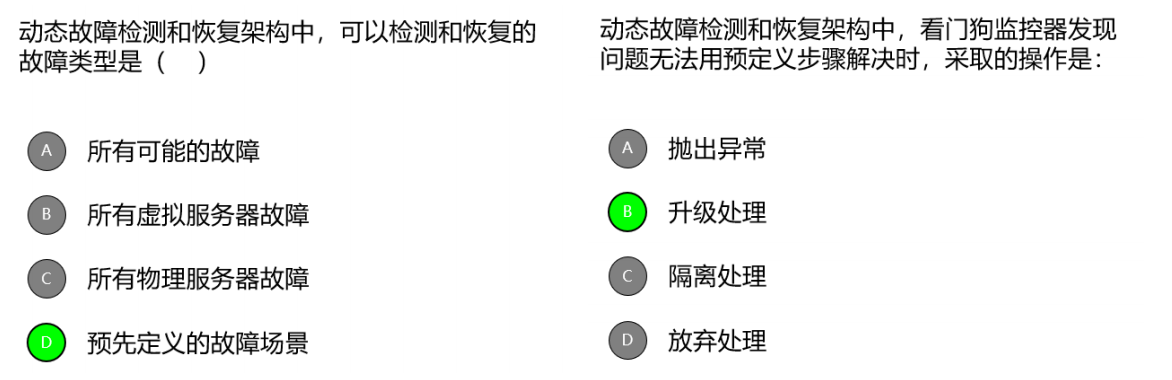 动态故障检测和恢复架构中，可以检测和恢复的
故障类型是（ ）
A 所有可能的故障
B 所有虚拟服务器故障
C 所有物理服务器故障
D 预先定义的故障场景
动态故障检测和恢复架构中，看门狗监控器发现
问题无法用预定义步骤解决时，采取的操作是：
A 抛出异常
B 升级处理
C 隔离处理
D 放弃处理